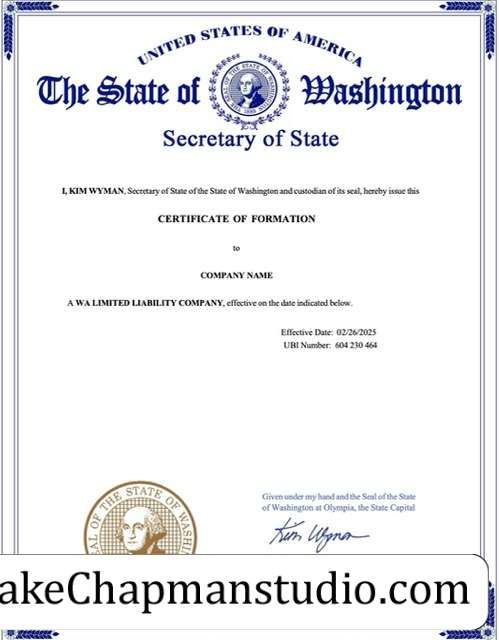 UNITED STATES OF AMERICA
The State of Washington
Secretary of State
I, KIM WYMAN, Secretary of State of the State of Washington and custodian of its seal, hereby issue this
CERTIFICATE OF FORMATION
to
COMPANY NAME
A WA LIMITED LIABILITY COMPANY, effective on the date indicated below.
Effective Date: 02/26/2025
UBI Number: 604 230 464
AL OF THE STATE OF WASHIN
Given under my hand and the Seal of the State
of Washington at Olympia, the State Capital
Kim Wyman
akeChapmanstudio.com